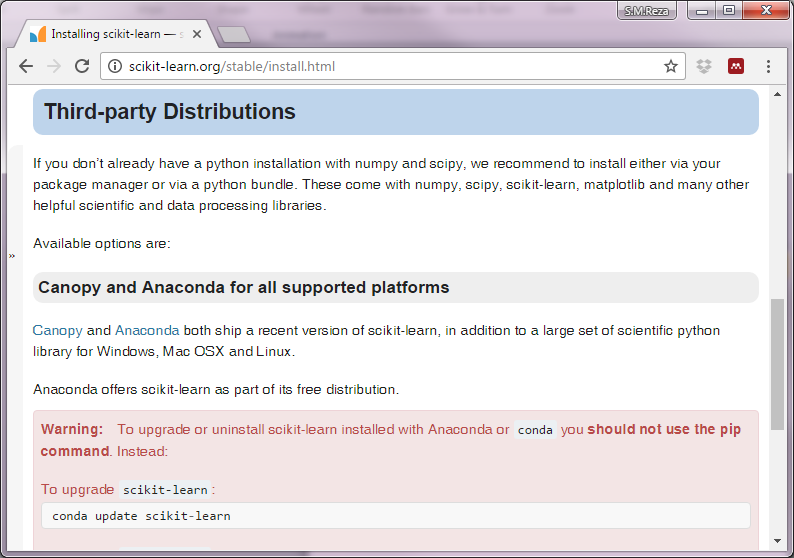 S.M.Reza
Installing scikit-learn — s
scikit-learn.org/stable/install.html
Third-party Distributions
If you don’t already have a python installation with numpy and scipy, we recommend to install either via your
package manager or via a python bundle. These come with numpy, scipy, scikit-learn, matplotlib and many other
helpful scientific and data processing libraries.
Available options are:
»
Canopy and Anaconda for all supported platforms
Canopy and Anaconda both ship a recent version of scikit-learn, in addition to a large set of scientific python
library for Windows, Mac OSX and Linux.
Anaconda offers scikit-learn as part of its free distribution.
Warning: To upgrade or uninstall scikit-learn installed with Anaconda or conda you should not use the pip
command. Instead:
To upgrade scikit-learn:
conda update scikit-learn